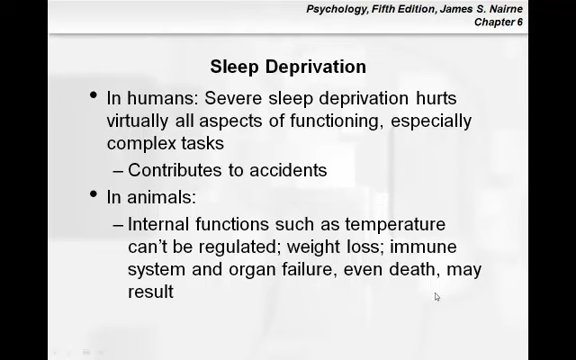 Psychology, Fifth Edition, James S. Nairne
Chapter 6
Sleep Deprivation
• In humans: Severe sleep deprivation hurts
virtually all aspects of functioning, especially
complex tasks
– Contributes to accidents
• In animals:
– Internal functions such as temperature
can't be regulated; weight loss; immune
system and organ failure, even death, may
result